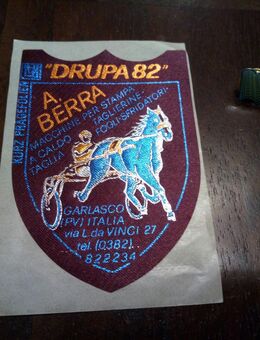 "DRUPA 82"
KURZ PRÄGEFOLIEN
A.
BERRA
MACCHINE PER STAMPA
A CALDO TAGLIERINE-
TAGLIA FOGLI-SFRIDATORI
GARLASCO
(PV) ITALIA
via L. da VINCI 27
tel. (0382)
822234